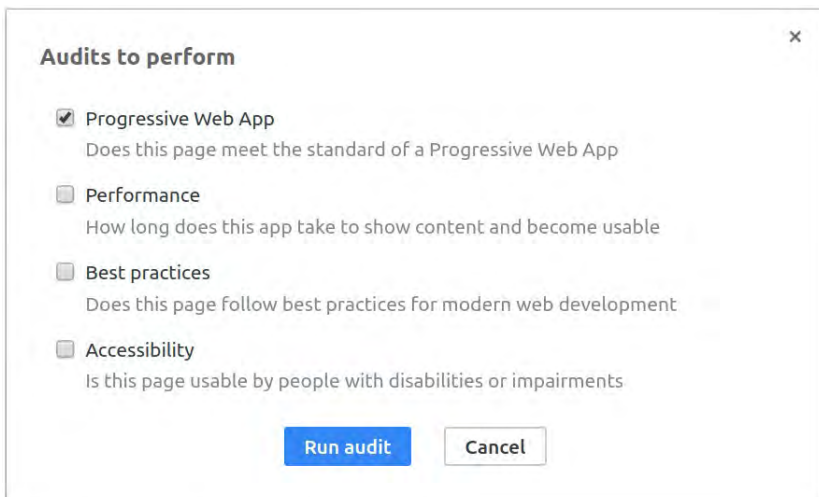 Audits to perform
Progressive Web App
Does this page meet the standard of a Progressive Web App
Performance
How long does this app take to show content and become usable
Best practices
Does this page follow best practices for modern web development
Accessibility
Is this page usable by people with disabilities or impairments
Run audit Cancel